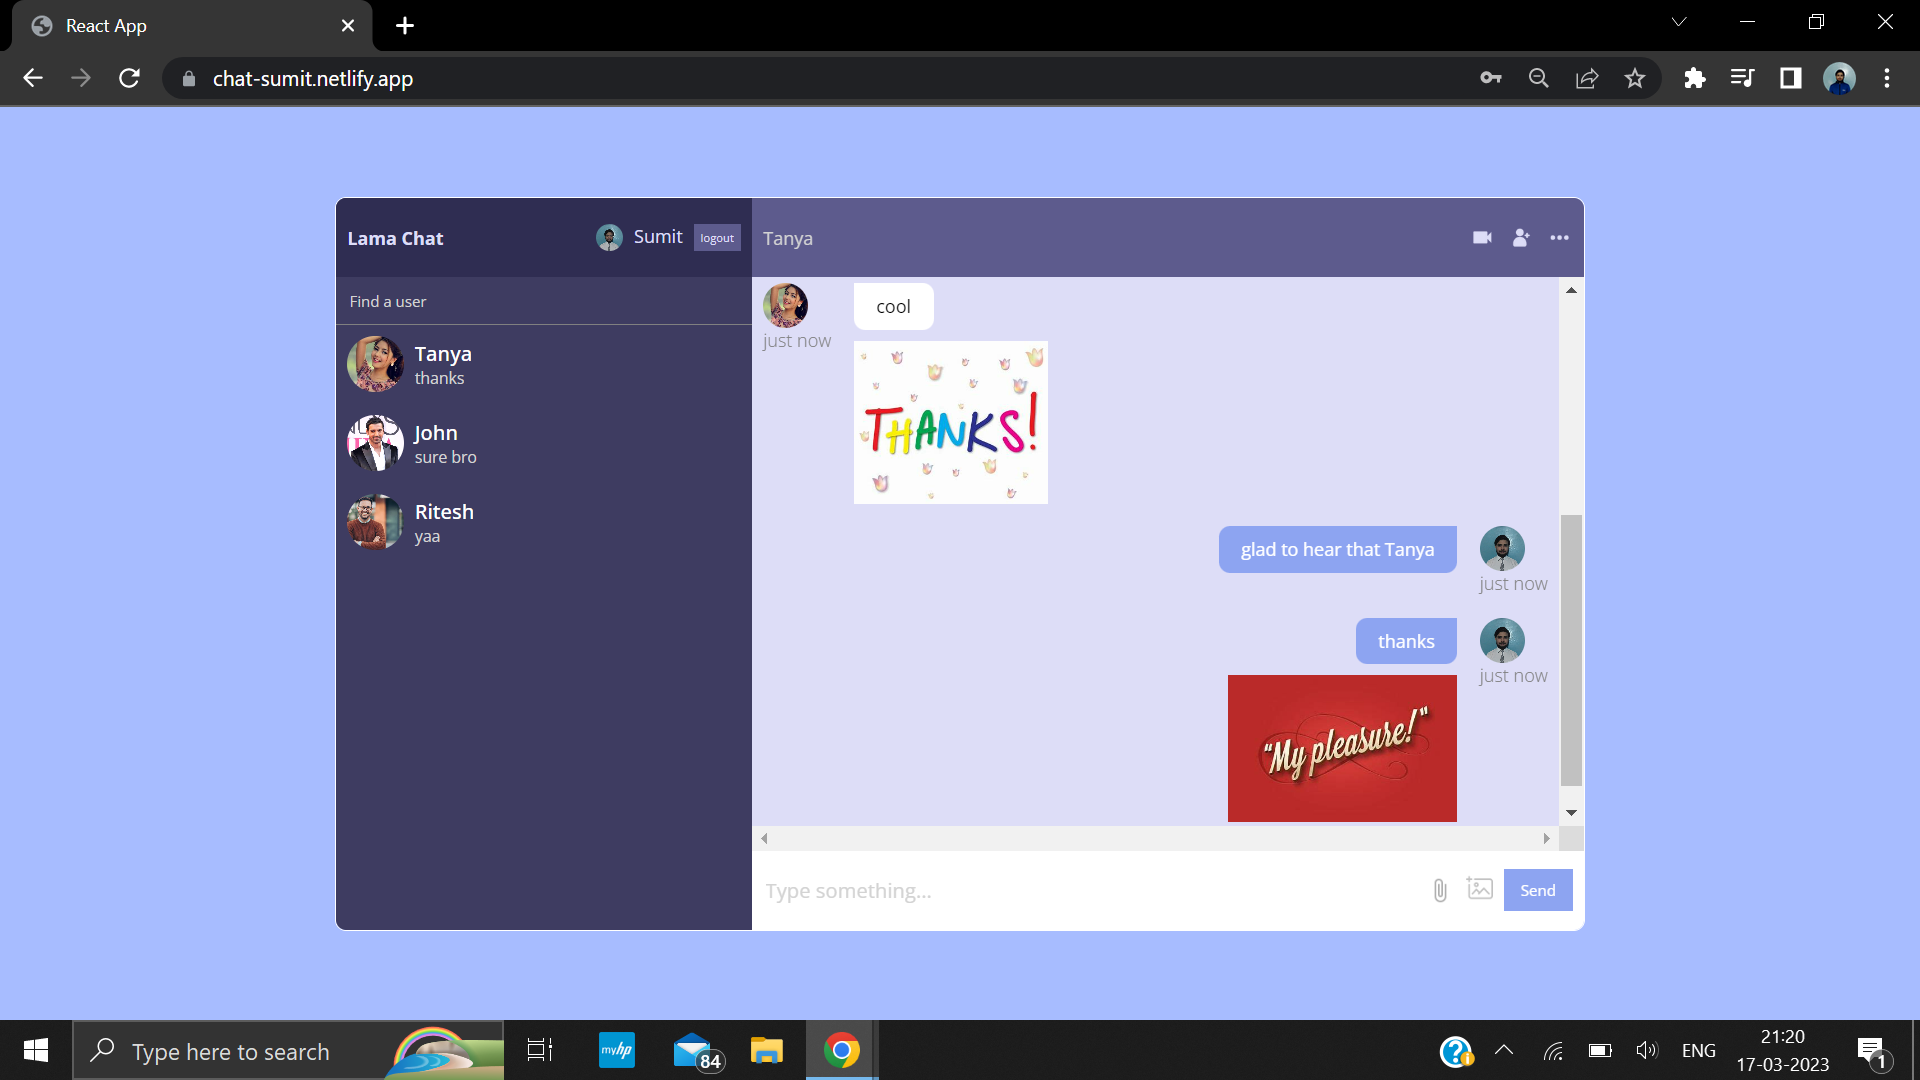 React App
chat-sumit.netlify.app
Lama Chat
Sumit
logout
Tanya
Find a user
Tanya
thanks
John
sure bro
Ritesh
yaa
cool
just now
THANKS!
glad to hear that Tanya
just now
thanks
just now
"My pleasure!"
Type something...
Send
Type here to search
myhp
84
ENG
21:20
17-03-2023
1